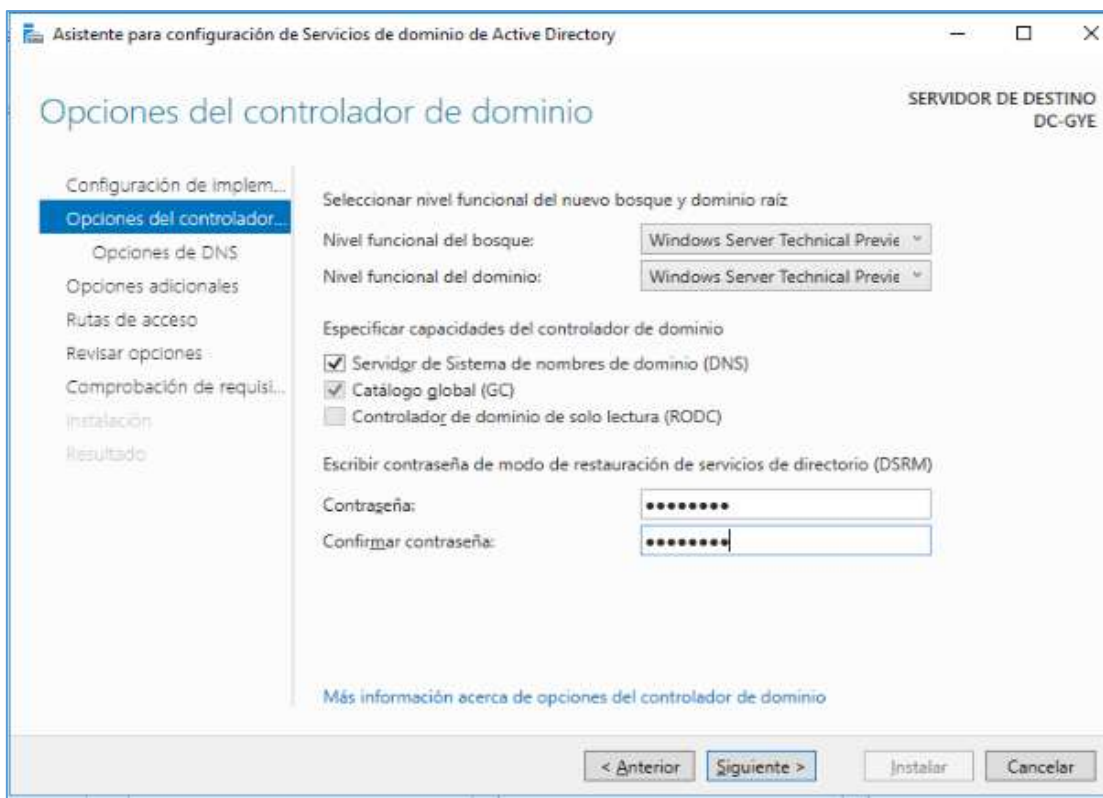 Asistente para configuración de Servicios de dominio de Active Directory
Opciones del controlador de dominio
SERVIDOR DE DESTINO
DC-GYE
Configuración de implem...
Opciones del controlador...
Opciones de DNS
Opciones adicionales
Rutas de acceso
Revisar opciones
Comprobación de requisi...
Instalación
Resultado
Seleccionar nivel funcional del nuevo bosque y dominio raíz
Nivel funcional del bosque: Windows Server Technical Previe
Nivel funcional del dominio: Windows Server Technical Previe
Especificar capacidades del controlador de dominio
Servidor de Sistema de nombres de dominio (DNS)
Catálogo global (GC)
Controlador de dominio de solo lectura (RODC)
Escribir contraseña de modo de restauración de servicios de directorio (DSRM)
Contraseña: ••••••••
Confirmar contraseña: ••••••••
Más información acerca de opciones del controlador de dominio
< Anterior Siguiente > Instalar Cancelar